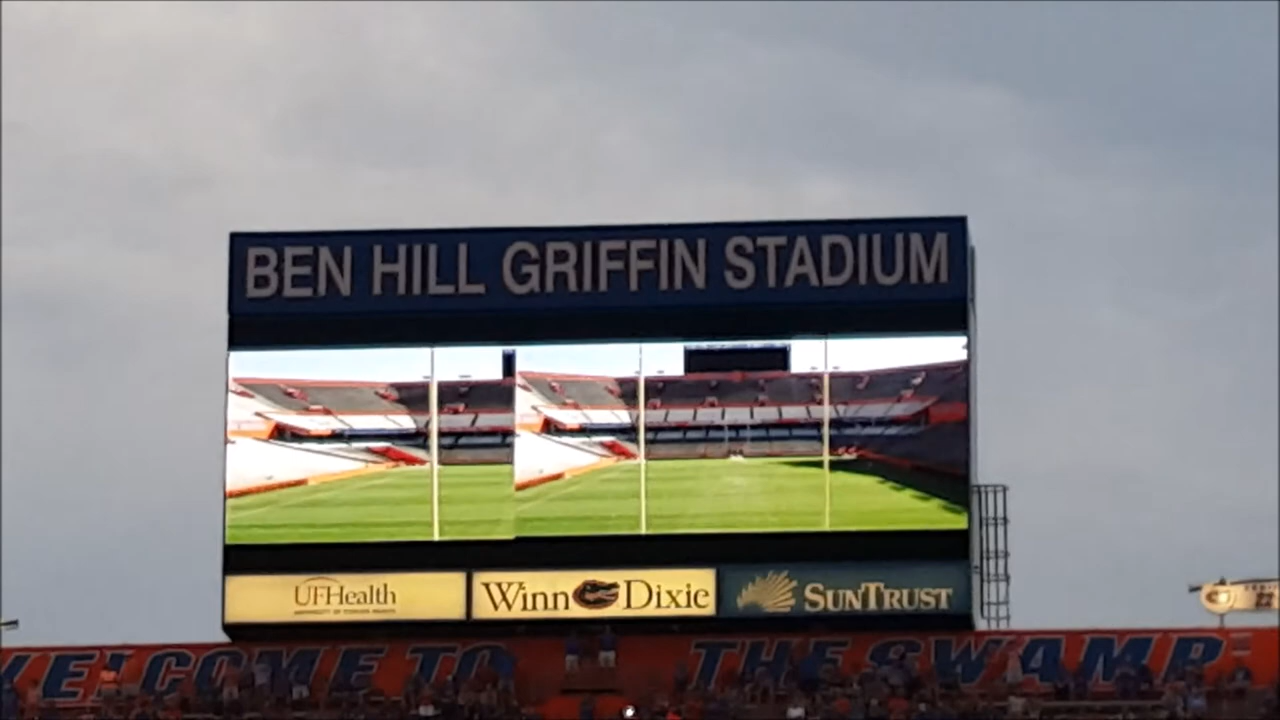 BEN HILL GRIFFIN STADIUM
UFHealth
Winn Dixie
SUNTRUST
WELCOME TO THE SWAMP